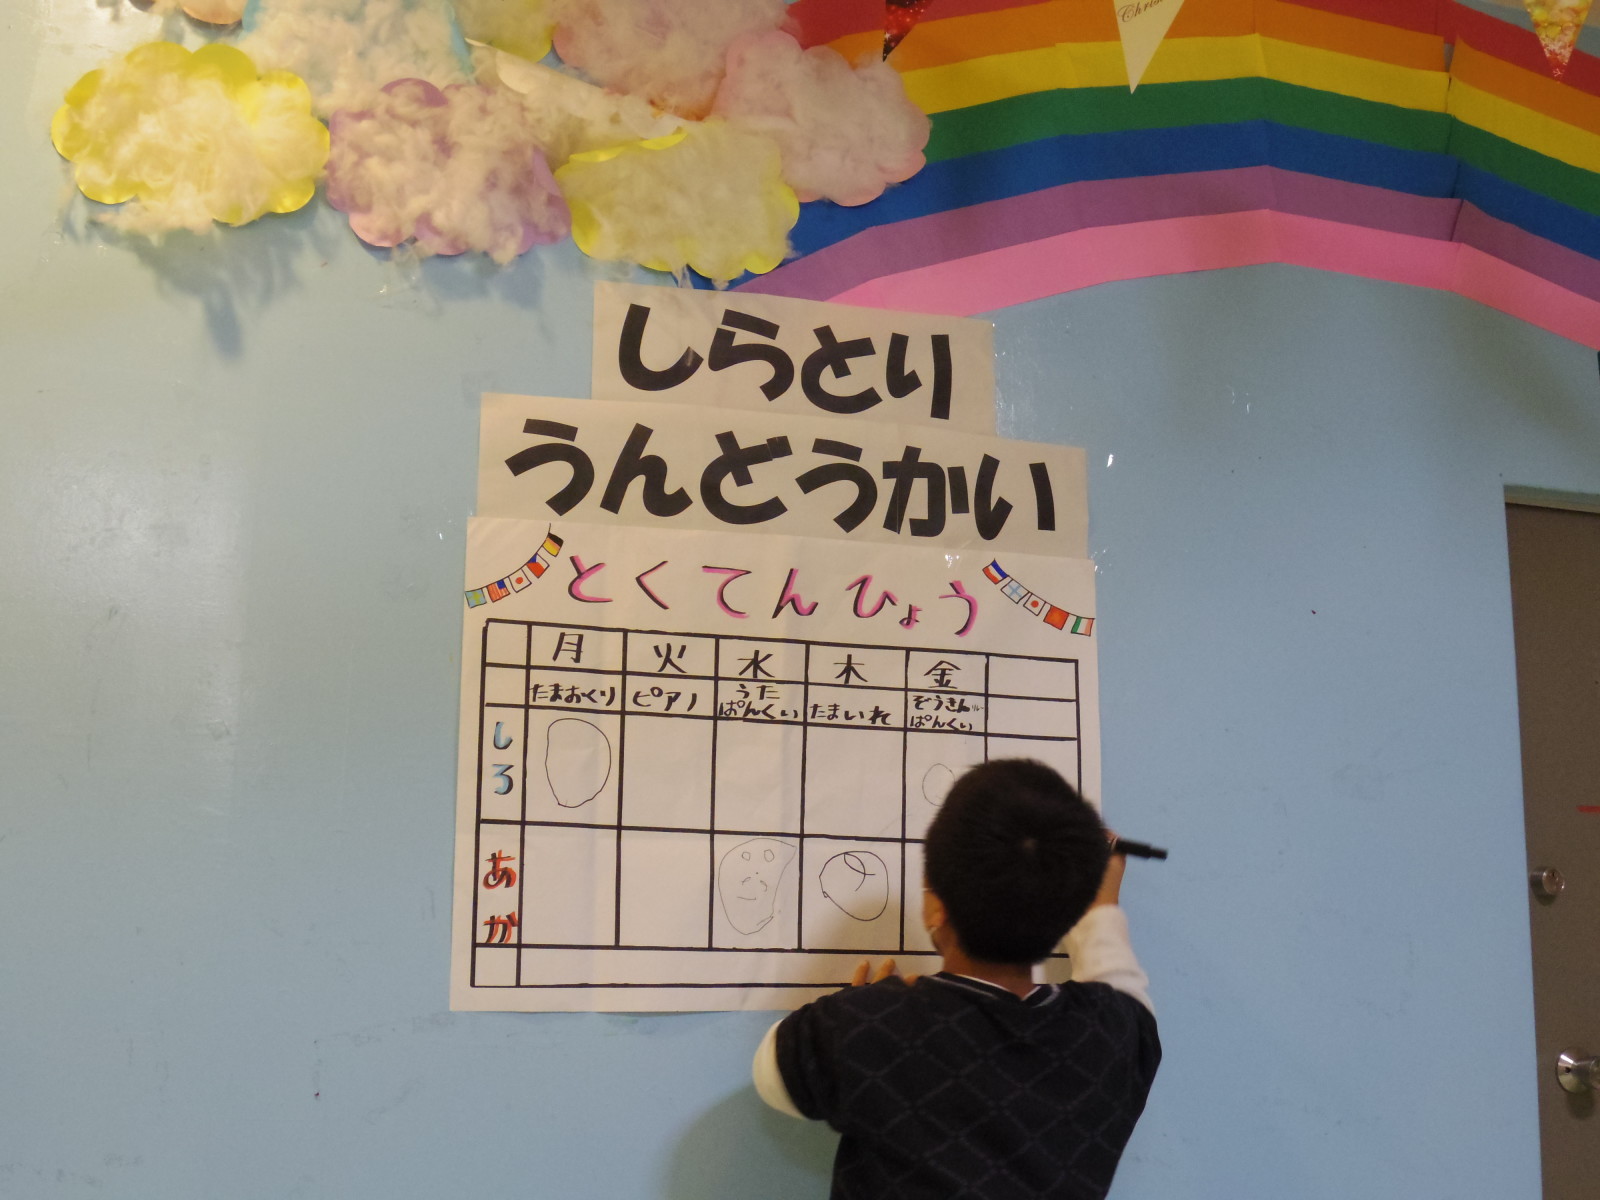 しらとり
うんどうかい
とくてんひょう
月 火 水 木 金
たまおくり ピアノ うた ぱんくい たまいれ ぞうきん ぱんくい
しろ
あか